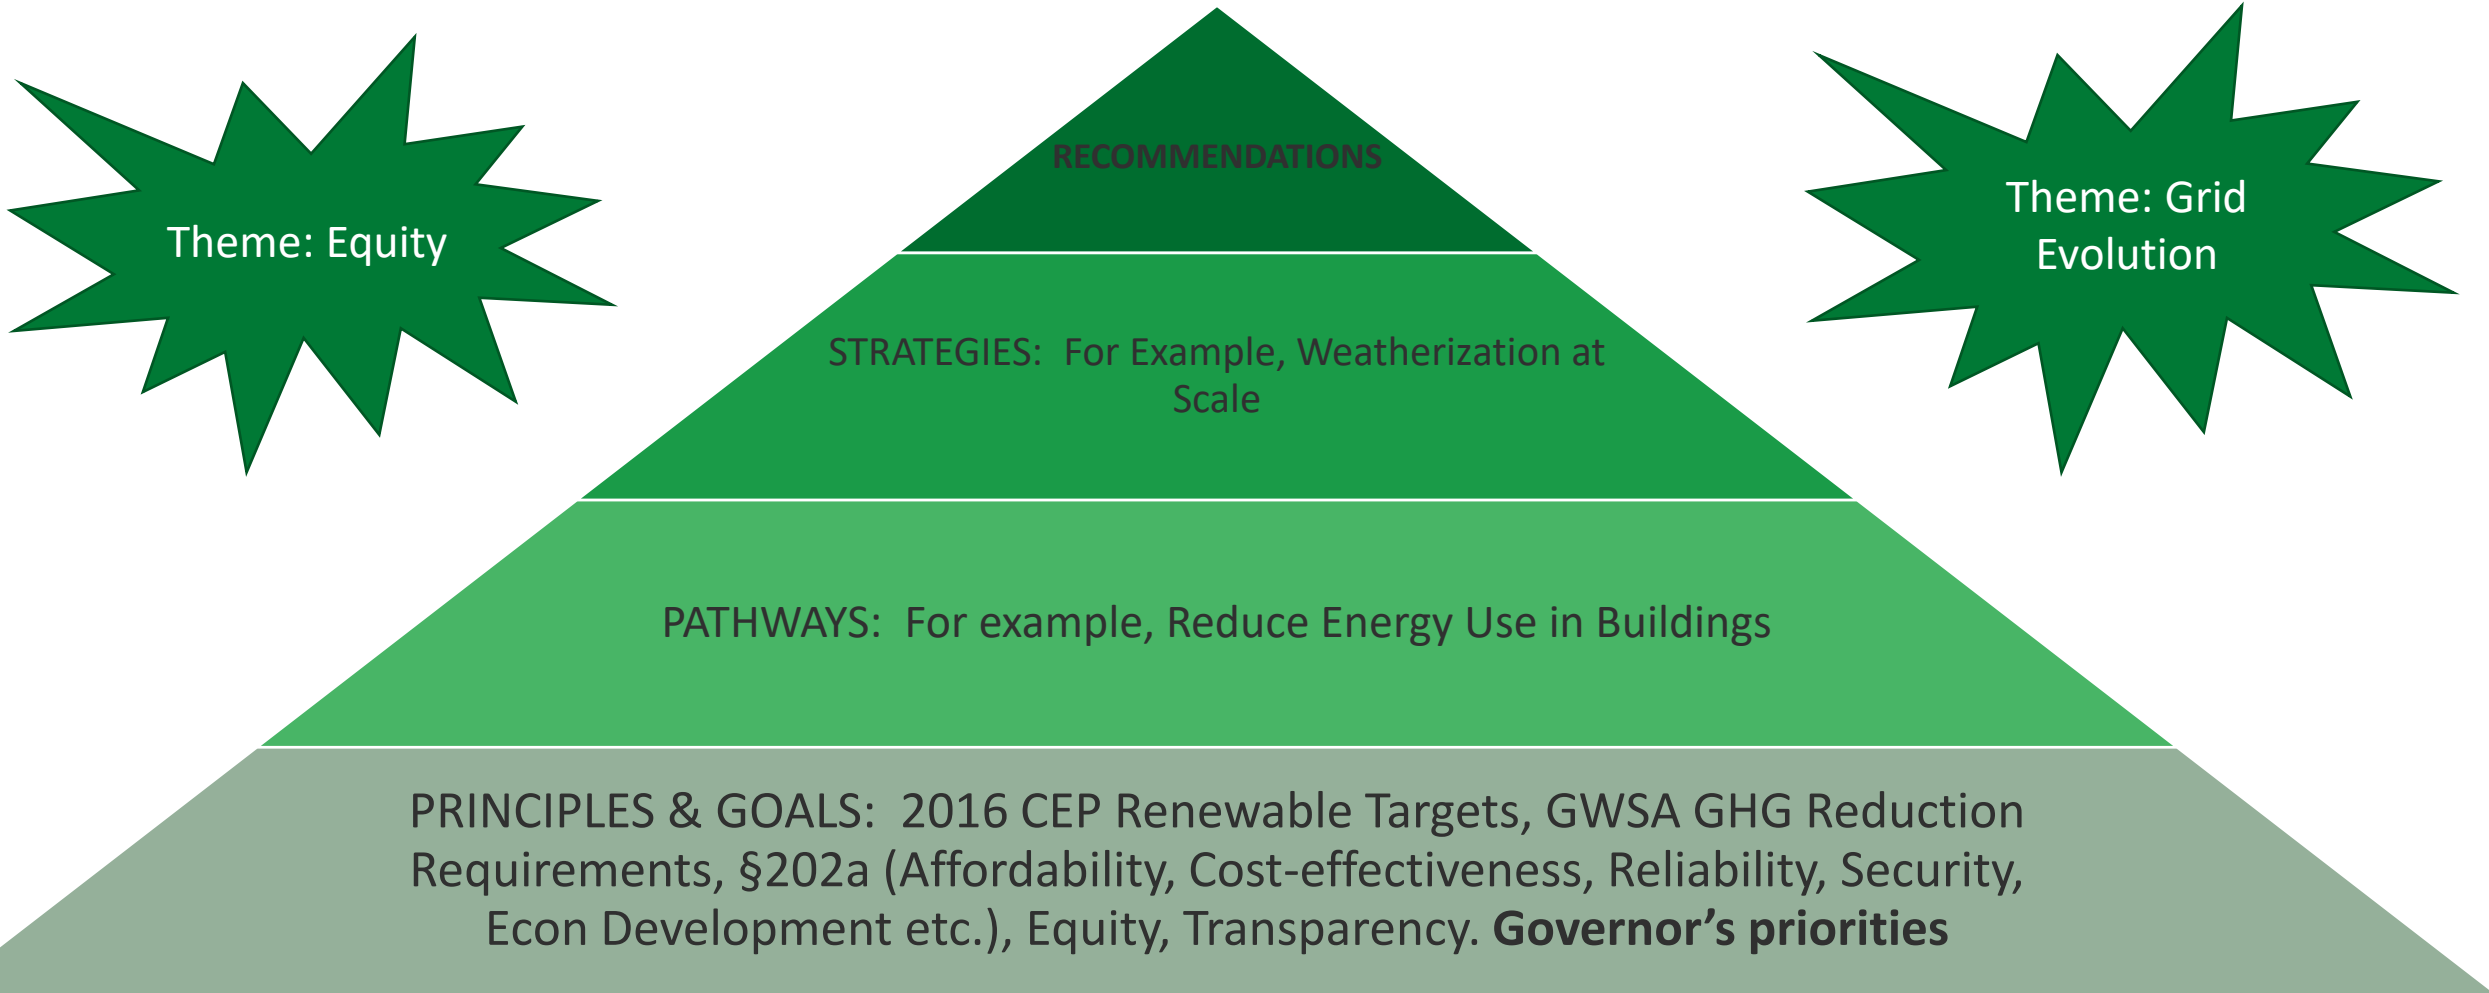 Theme: Equity
Theme: Grid
Evolution
RECOMMENDATIONS
STRATEGIES:  For Example, Weatherization at
Scale
PATHWAYS:  For example, Reduce Energy Use in Buildings
PRINCIPLES & GOALS:  2016 CEP Renewable Targets, GWSA GHG Reduction
Requirements, §202a (Affordability, Cost-effectiveness, Reliability, Security,
Econ Development etc.), Equity, Transparency. Governor’s priorities